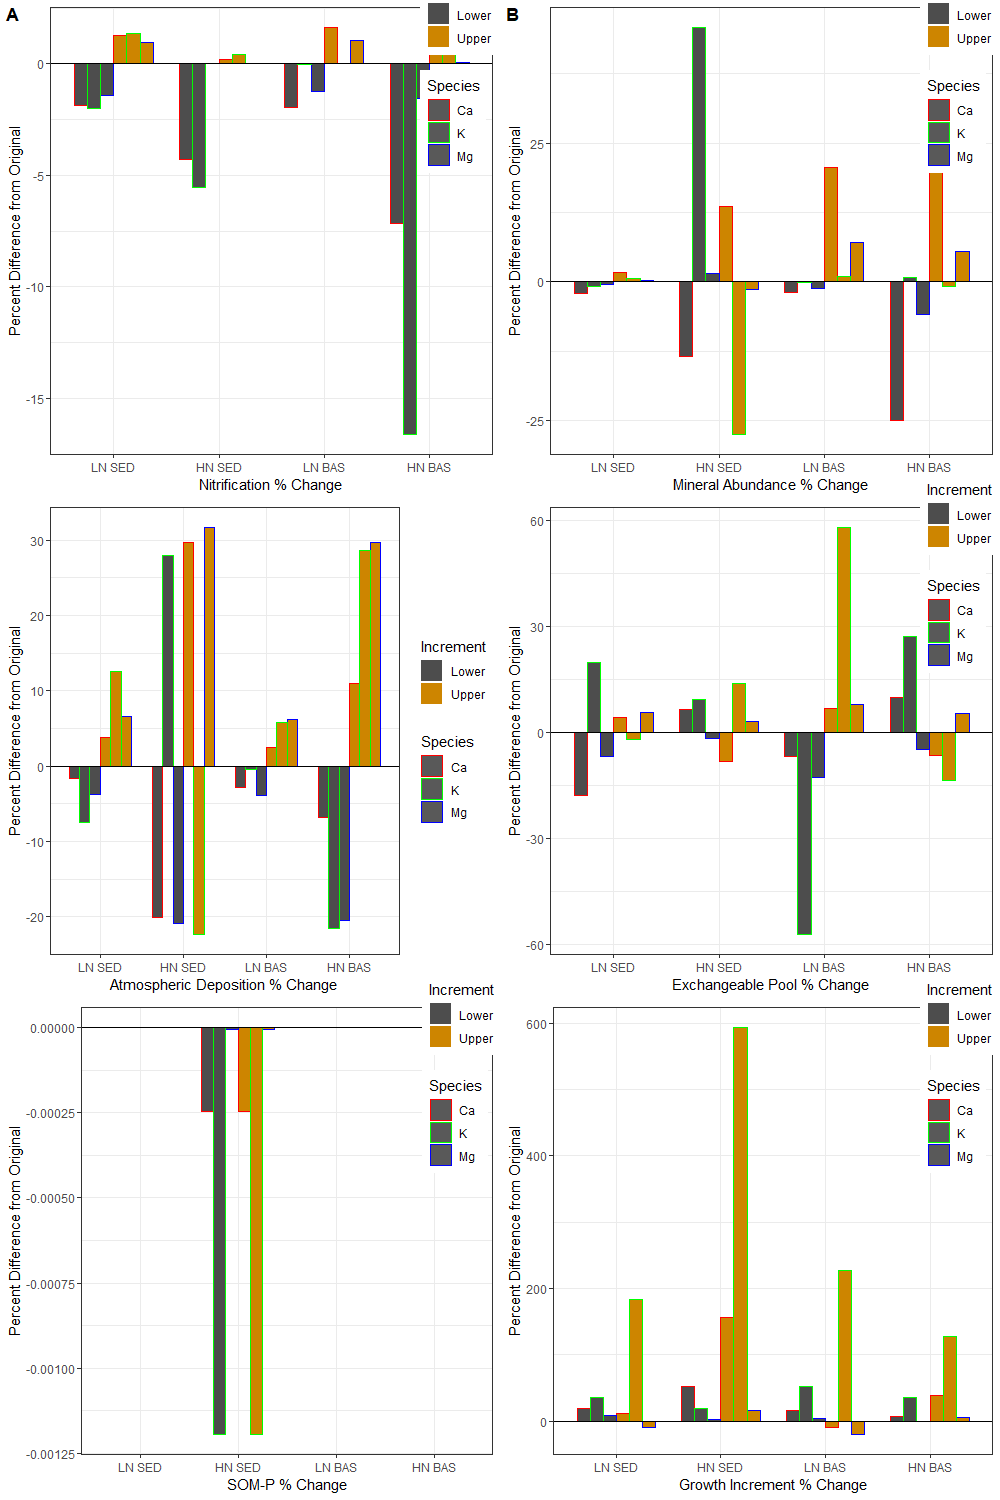 A
Percent Difference from Original
0
-5
-10
-15
LN SED
HN SED
LN BAS
HN BAS
Nitrification % Change
Lower
Upper
Species
Ca
K
Mg
B
Percent Difference from Original
25
0
-25
LN SED
HN SED
LN BAS
HN BAS
Mineral Abundance % Change
Lower
Upper
Species
Ca
K
Mg
Percent Difference from Original
30
20
10
0
-10
-20
LN SED
HN SED
LN BAS
HN BAS
Atmospheric Deposition % Change
Increment
Lower
Upper
Species
Ca
K
Mg
Percent Difference from Original
60
30
0
-30
-60
LN SED
HN SED
LN BAS
HN BAS
Exchangeable Pool % Change
Increment
Lower
Upper
Species
Ca
K
Mg
Percent Difference from Original
0.00000
-0.00025
-0.00050
-0.00075
-0.00100
-0.00125
LN SED
HN SED
LN BAS
HN BAS
SOM-P % Change
Increment
Lower
Upper
Species
Ca
K
Mg
Percent Difference from Original
600
400
200
0
LN SED
HN SED
LN BAS
HN BAS
Growth Increment % Change
Increment
Lower
Upper
Species
Ca
K
Mg